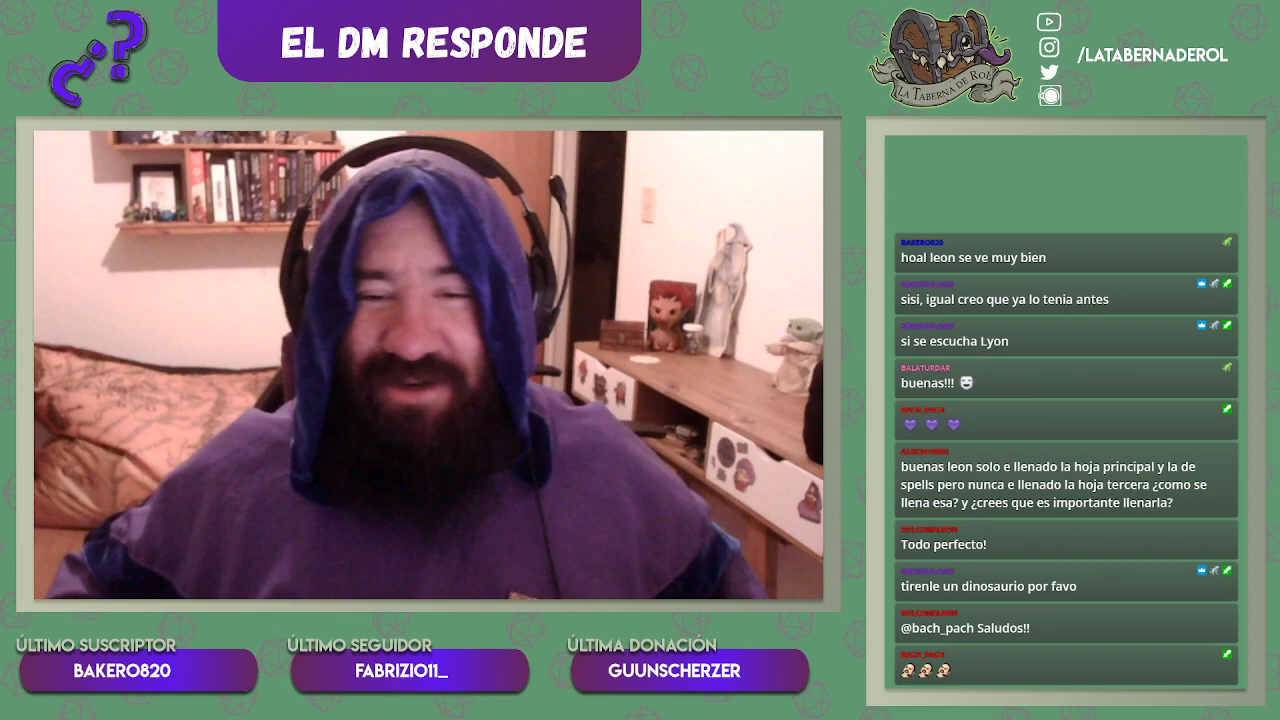 ¿?
EL DM RESPONDE
LA TABERNA DE ROL
/LATABERNADEROL
BAKERO820
hoal leon se ve muy bien
sisi, igual creo que ya lo tenia antes
si se escucha Lyon
BALATURDAR
buenas!!!
buenas leon solo e llenado la hoja principal y la de
spells pero nunca e llenado la hoja tercera ¿como se
llena esa? y ¿crees que es importante llenarla?
Todo perfecto!
tirenle un dinosaurio por favo
@bach_pach Saludos!!
BACH_PACH
ÚLTIMO SUSCRIPTOR
BAKERO820
ÚLTIMO SEGUIDOR
FABRIZIO11_
ÚLTIMA DONACIÓN
GUUNSCHERZER